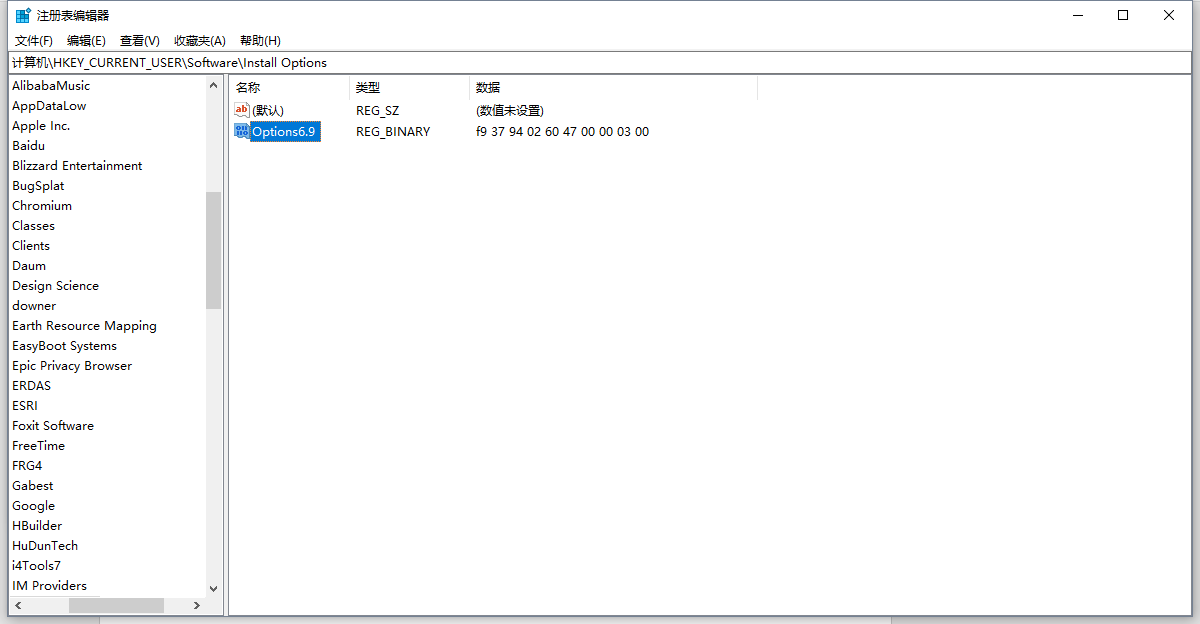 注册表编辑器
文件(F) 编辑(E) 查看(V) 收藏夹(A) 帮助(H)
计算机\HKEY_CURRENT_USER\Software\Install Options
AlibabaMusic
AppDataLow
Apple Inc.
Baidu
Blizzard Entertainment
BugSplat
Chromium
Classes
Clients
Daum
Design Science
downer
Earth Resource Mapping
EasyBoot Systems
Epic Privacy Browser
ERDAS
ESRI
Foxit Software
FreeTime
FRG4
Gabest
Google
HBuilder
HuDunTech
i4Tools7
IM Providers
名称 类型 数据
ab (默认) REG_SZ (数值未设置)
Options6.9 REG_BINARY f9 37 94 02 60 47 00 00 03 00